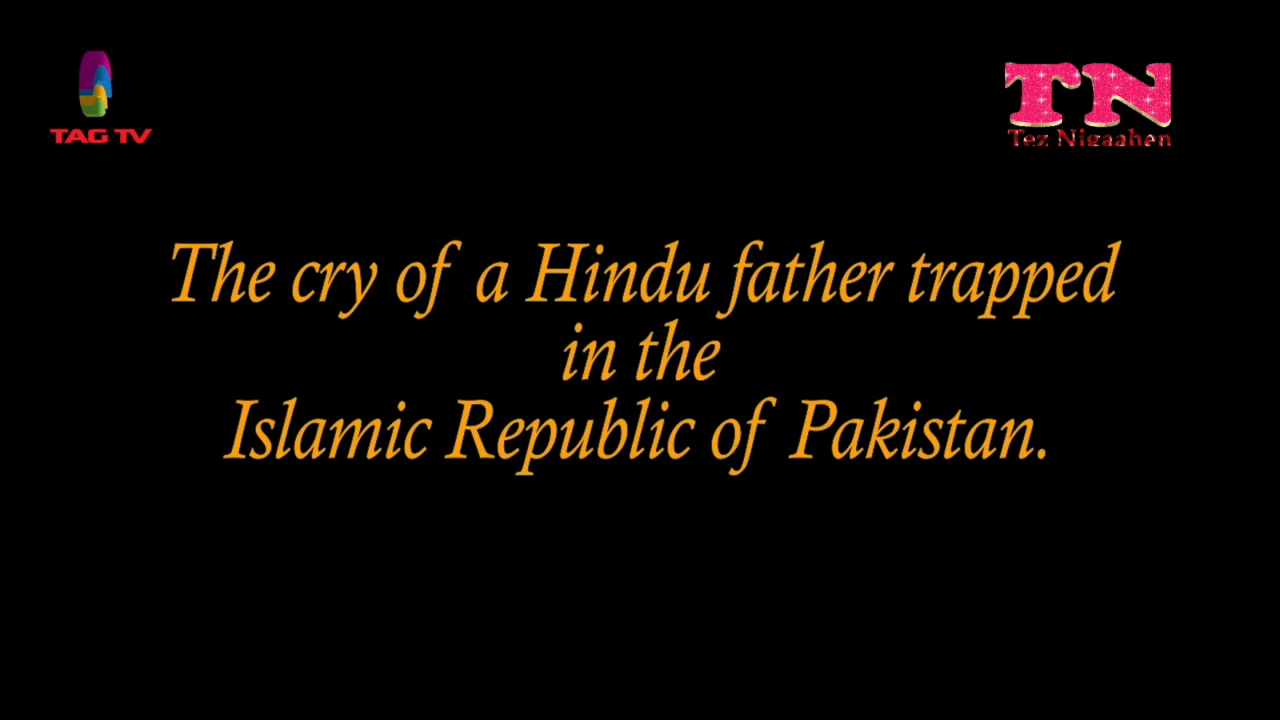 TAG TV
TN
Tez Nigaahen
The cry of a Hindu father trapped
in the
Islamic Republic of Pakistan.